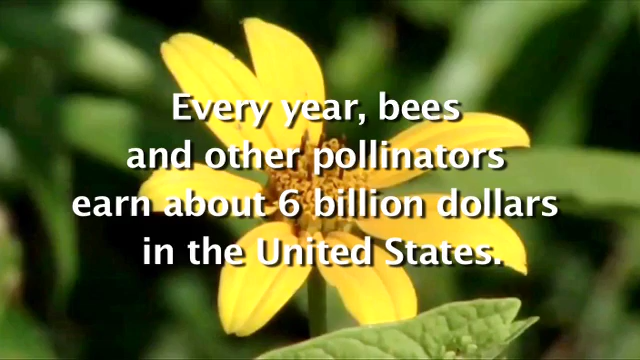 Every year, bees
and other pollinators
earn about 6 billion dollars
in the United States.